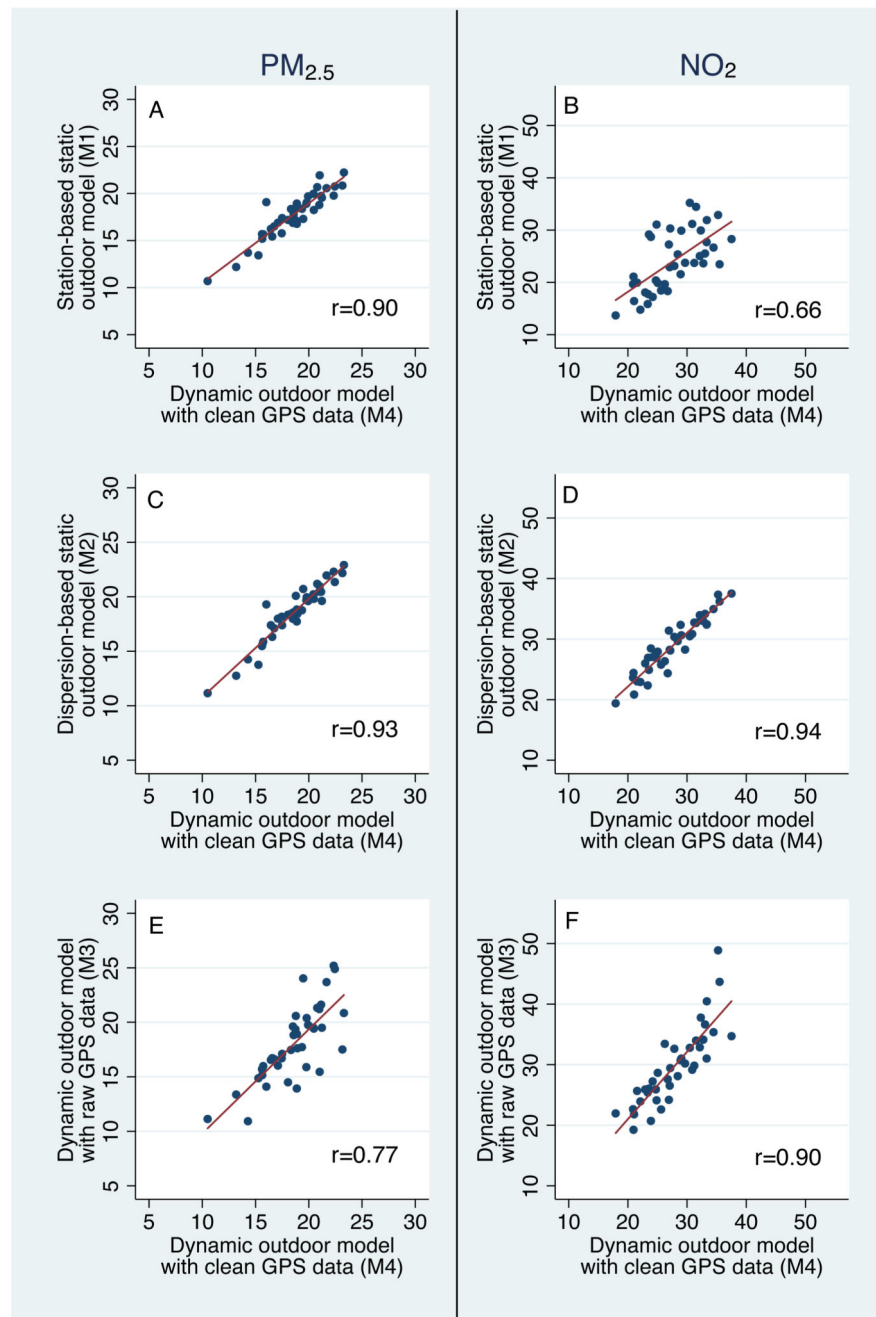 PM2.5
NO2
A
30
25
20
15
10
5
Station-based static
outdoor model (M1)
r=0.90
5 10 15 20 25 30
Dynamic outdoor model
with clean GPS data (M4)
B
50
40
30
20
10
Station-based static
outdoor model (M1)
r=0.66
10 20 30 40 50
Dynamic outdoor model
with clean GPS data (M4)
C
30
25
20
15
10
5
Dispersion-based static
outdoor model (M2)
r=0.93
5 10 15 20 25 30
Dynamic outdoor model
with clean GPS data (M4)
D
50
40
30
20
10
Dispersion-based static
outdoor model (M2)
r=0.94
10 20 30 40 50
Dynamic outdoor model
with clean GPS data (M4)
E
30
25
20
15
10
5
Dynamic outdoor model
with raw GPS data (M3)
r=0.77
5 10 15 20 25 30
Dynamic outdoor model
with clean GPS data (M4)
F
50
40
30
20
10
Dynamic outdoor model
with raw GPS data (M3)
r=0.90
10 20 30 40 50
Dynamic outdoor model
with clean GPS data (M4)